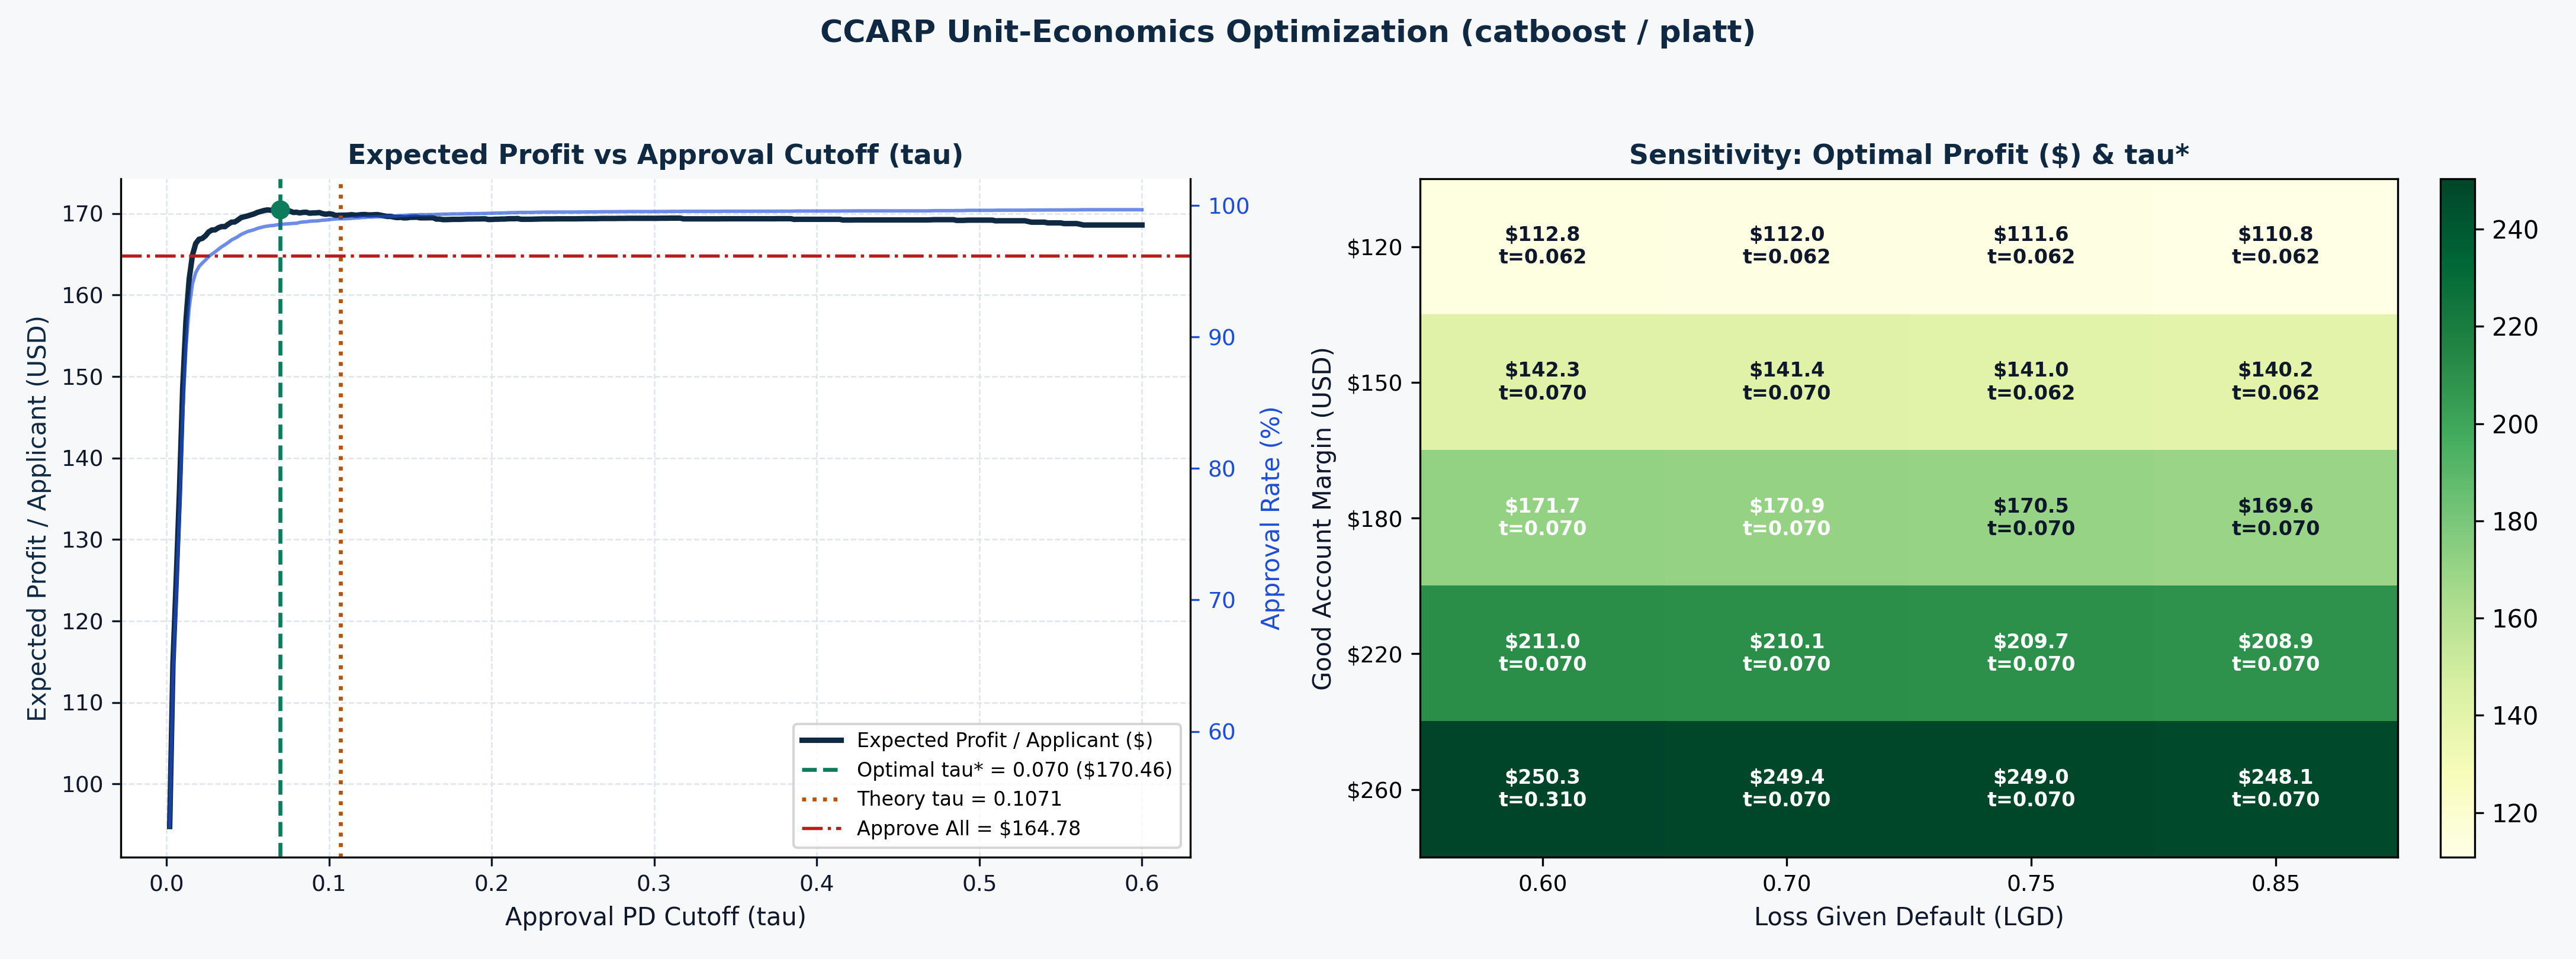 CCARP Unit-Economics Optimization (catboost / platt)
Expected Profit vs Approval Cutoff (tau)
Expected Profit / Applicant (USD)
170
160
150
140
130
120
110
100
100
90
80
70
60
Approval Rate (%)
Expected Profit / Applicant ($)
Optimal tau* = 0.070 ($170.46)
Theory tau = 0.1071
Approve All = $164.78
0.0 0.1 0.2 0.3 0.4 0.5 0.6
Approval PD Cutoff (tau)
Sensitivity: Optimal Profit ($) & tau*
Good Account Margin (USD)
$120
$112.8 $112.0 $111.6 $110.8
t=0.062 t=0.062 t=0.062 t=0.062
$150
$142.3 $141.4 $141.0 $140.2
t=0.070 t=0.070 t=0.062 t=0.062
$180
$171.7 $170.9 $170.5 $169.6
t=0.070 t=0.070 t=0.070 t=0.070
$220
$211.0 $210.1 $209.7 $208.9
t=0.070 t=0.070 t=0.070 t=0.070
$260
$250.3 $249.4 $249.0 $248.1
t=0.310 t=0.070 t=0.070 t=0.070
0.60 0.70 0.75 0.85
Loss Given Default (LGD)
240
220
200
180
160
140
120